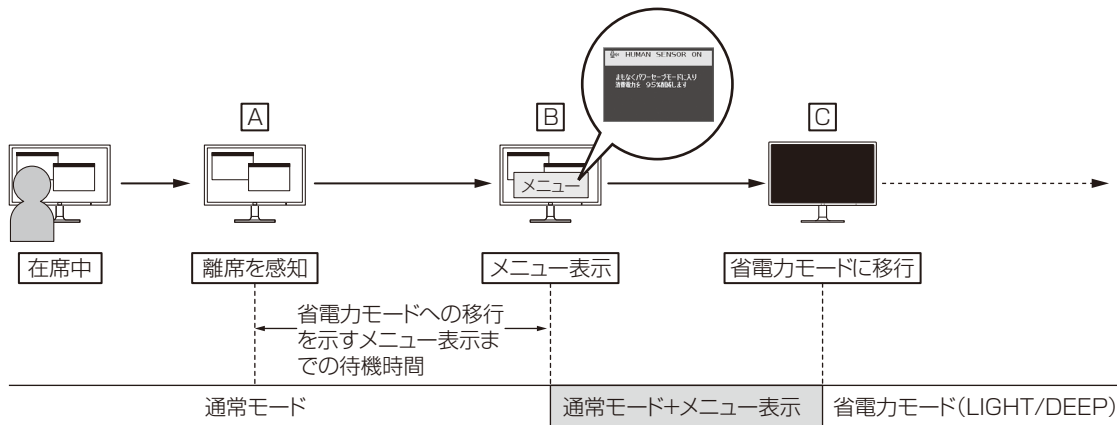 HUMAN SENSOR ON
まもなくパワーセーブモードに入り
消費電力を 95%削減します
A
B
C
メニュー
在席中
離席を感知
メニュー表示
省電力モードに移行
省電力モードへの移行
を示すメニュー表示ま
での待機時間
通常モード
通常モード+メニュー表示
省電力モード(LIGHT/DEEP)